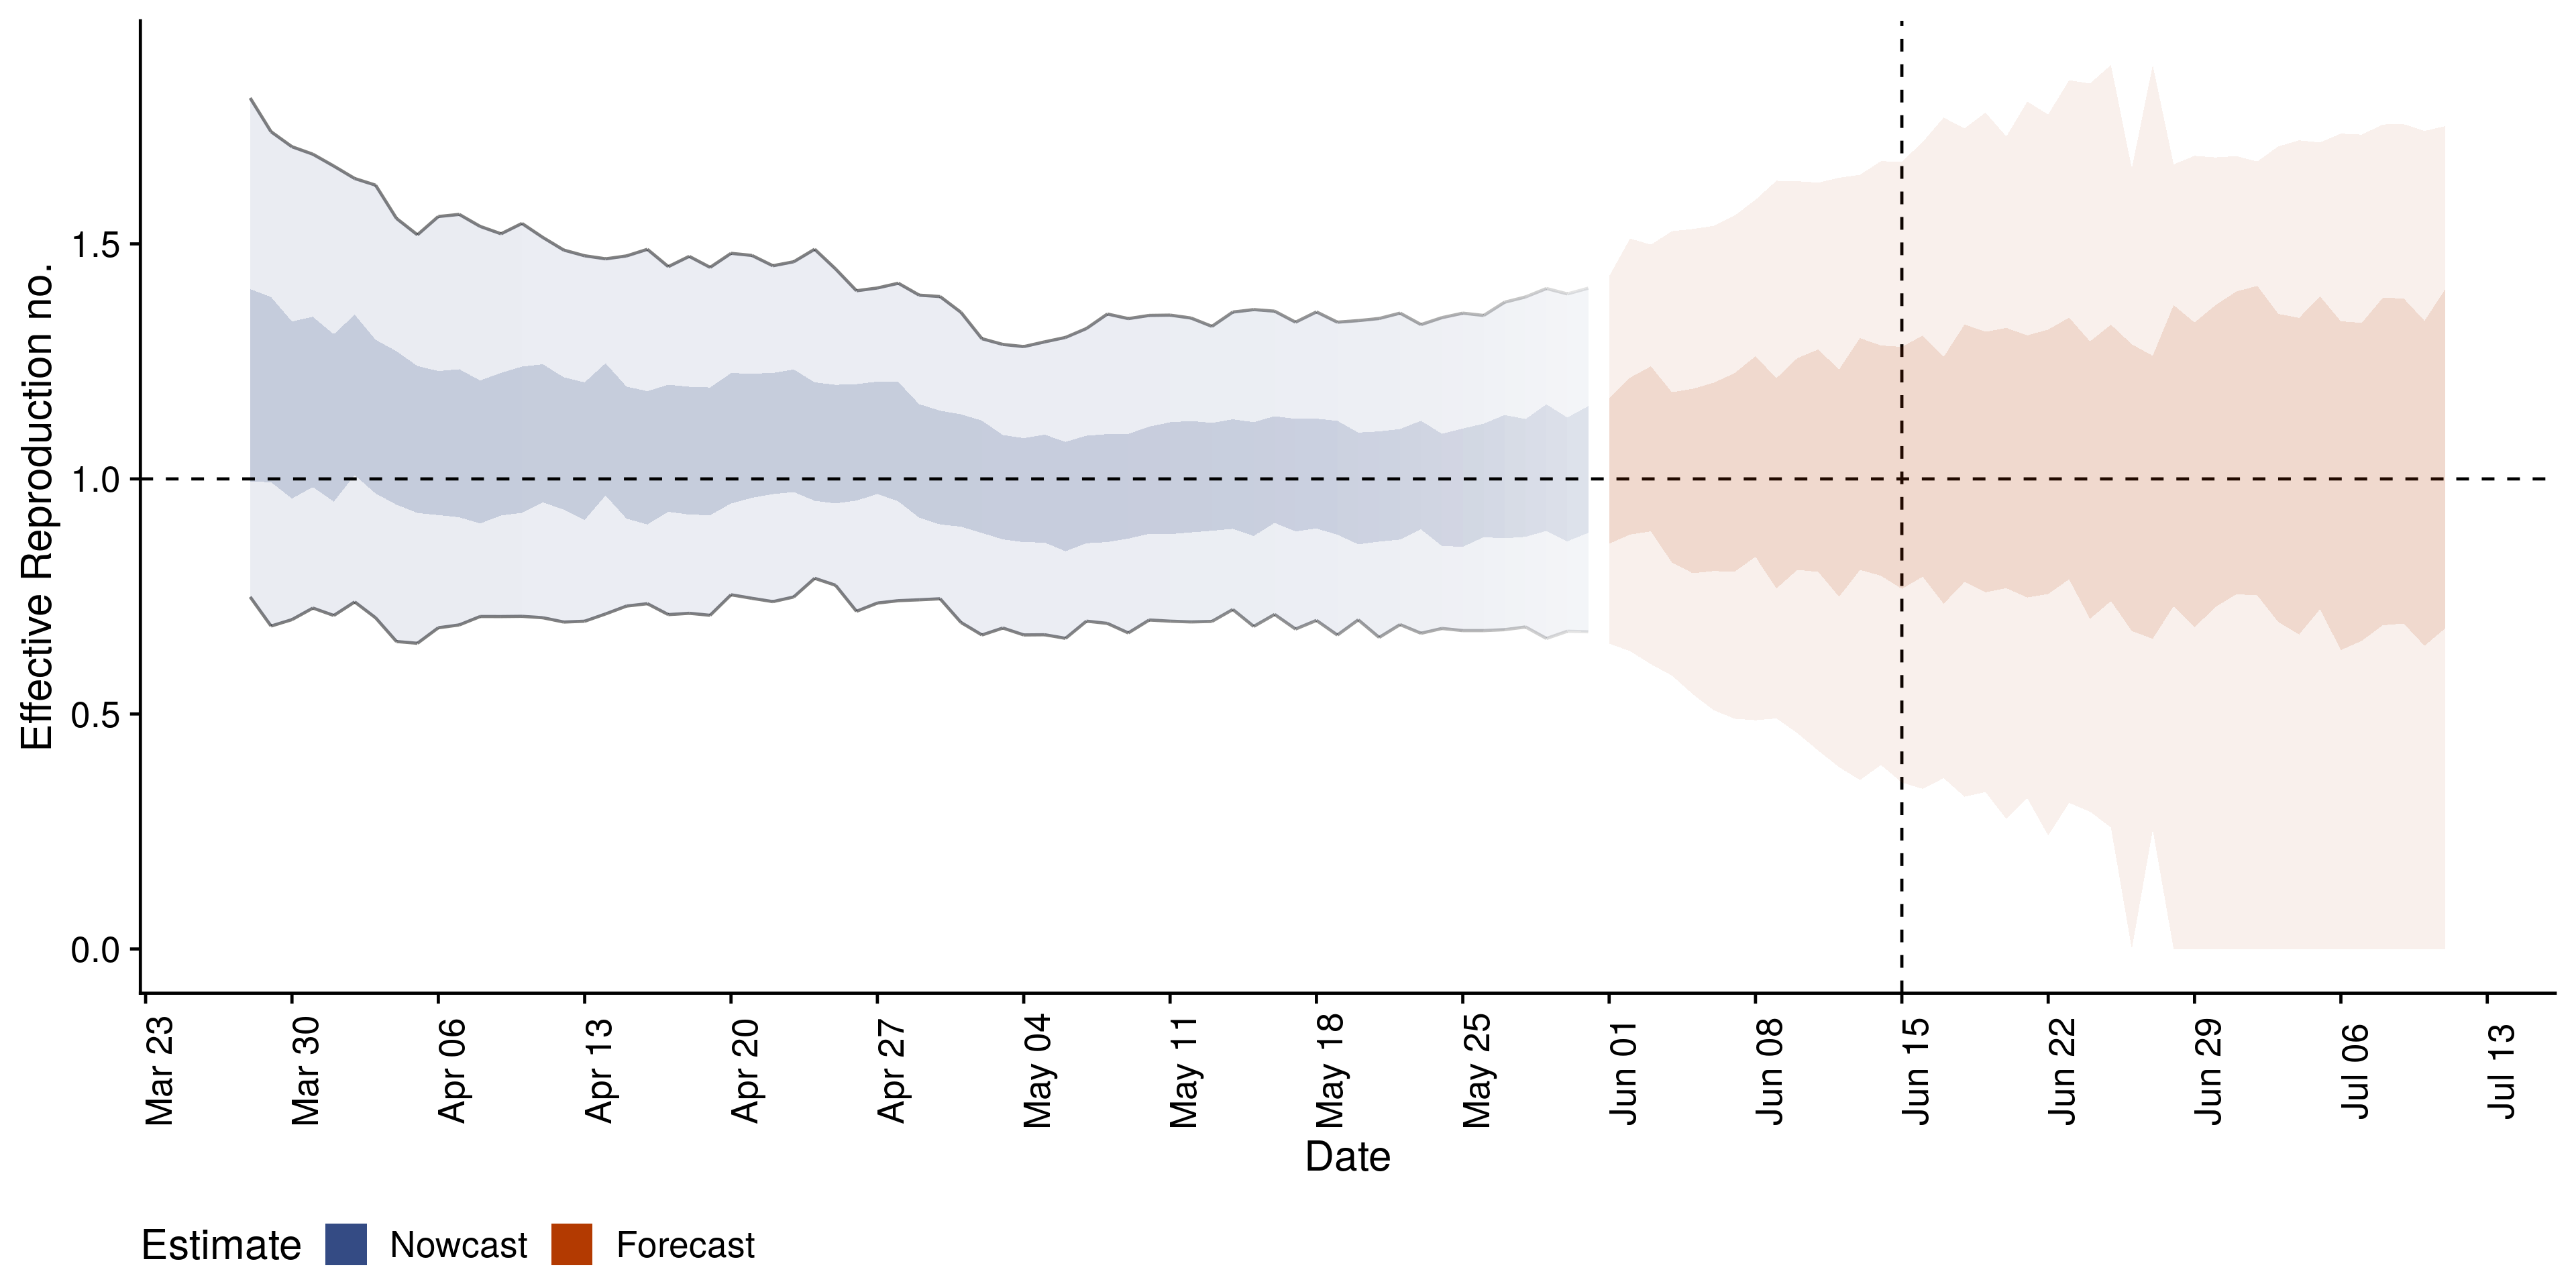 Effective Reproduction no.
1.5
1.0
0.5
0.0
Mar 23
Mar 30
Apr 06
Apr 13
Apr 20
Apr 27
May 04
May 11
May 18
May 25
Jun 01
Jun 08
Jun 15
Jun 22
Jun 29
Jul 06
Jul 13
Date
Estimate Nowcast Forecast